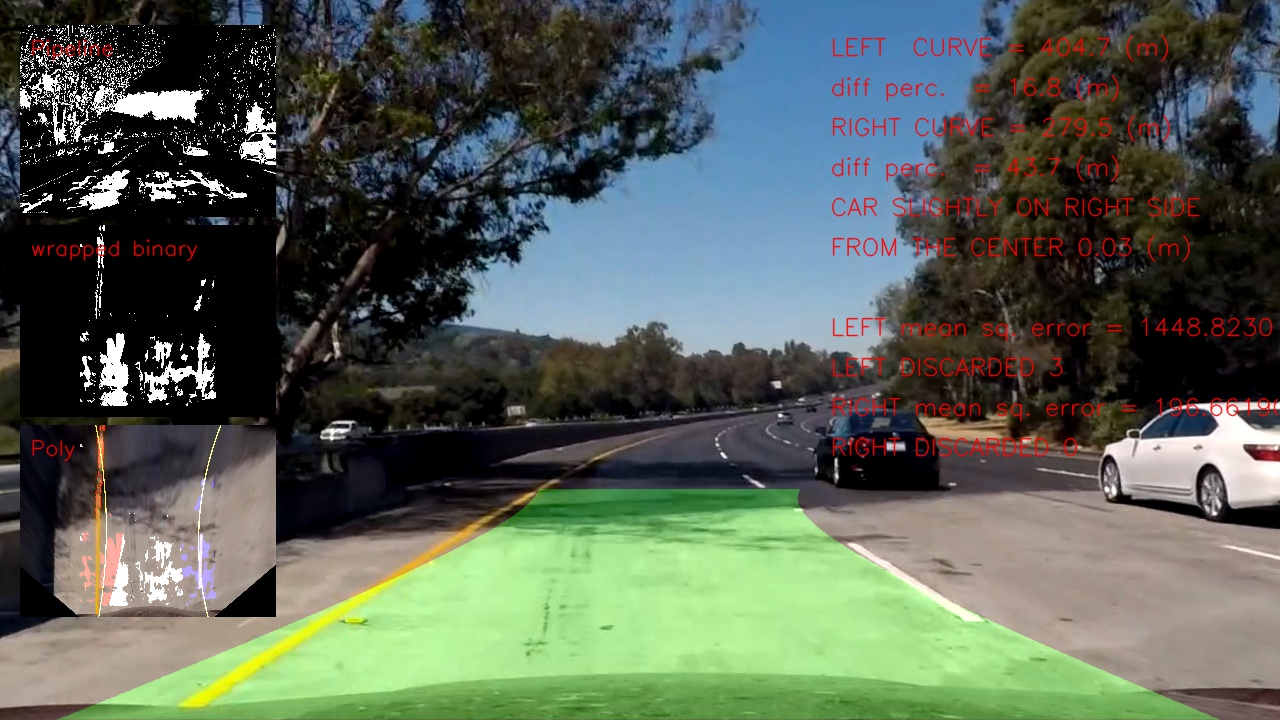 Pipeline
wrapped binary
Poly
LEFT CURVE = 404.7 (m)
diff perc. = 16.8 (m)
RIGHT CURVE = 279.5 (m)
diff perc. = 43.7 (m)
CAR SLIGHTLY ON RIGHT SIDE
FROM THE CENTER 0.03 (m)
LEFT mean sq. error = 1448.8230
LEFT DISCARDED 3
RIGHT mean sq. error = 196.66190
RIGHT DISCARDED 0